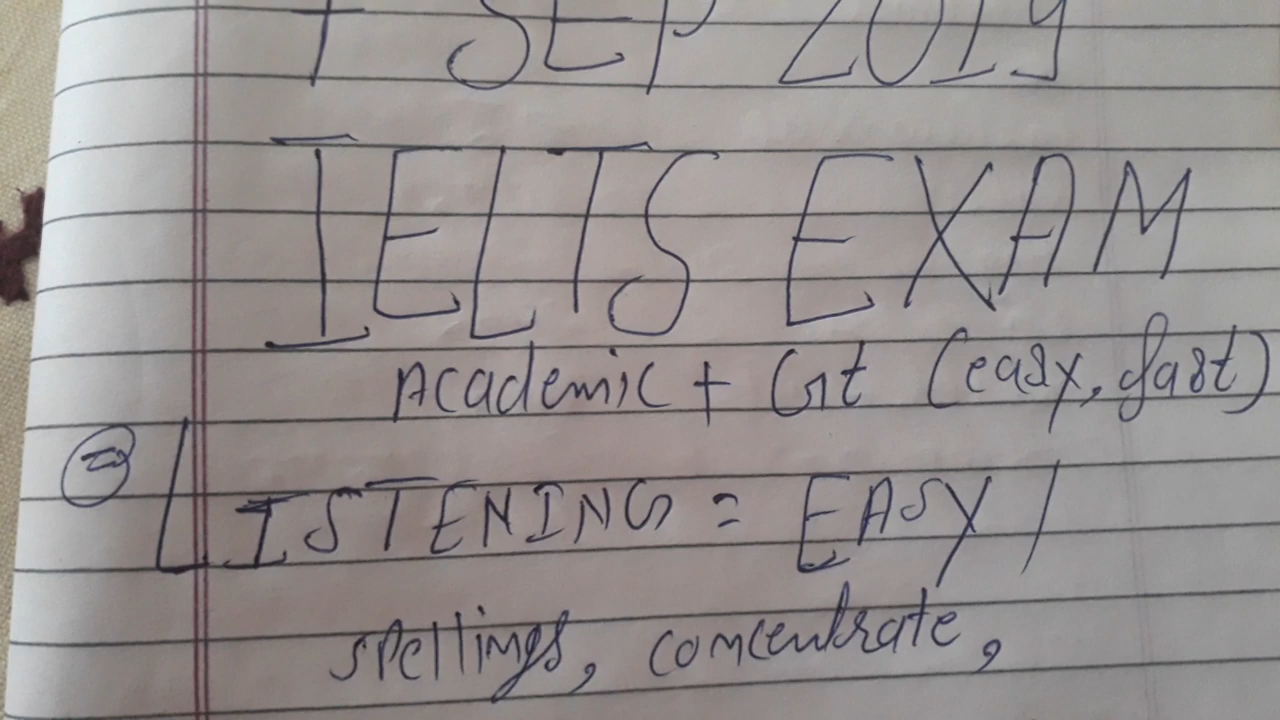 SEP 2019
IELTS EXAM
Academic + Gt (easy, fast)
⇒ LISTENING = EASY /
spellings, concentrate,